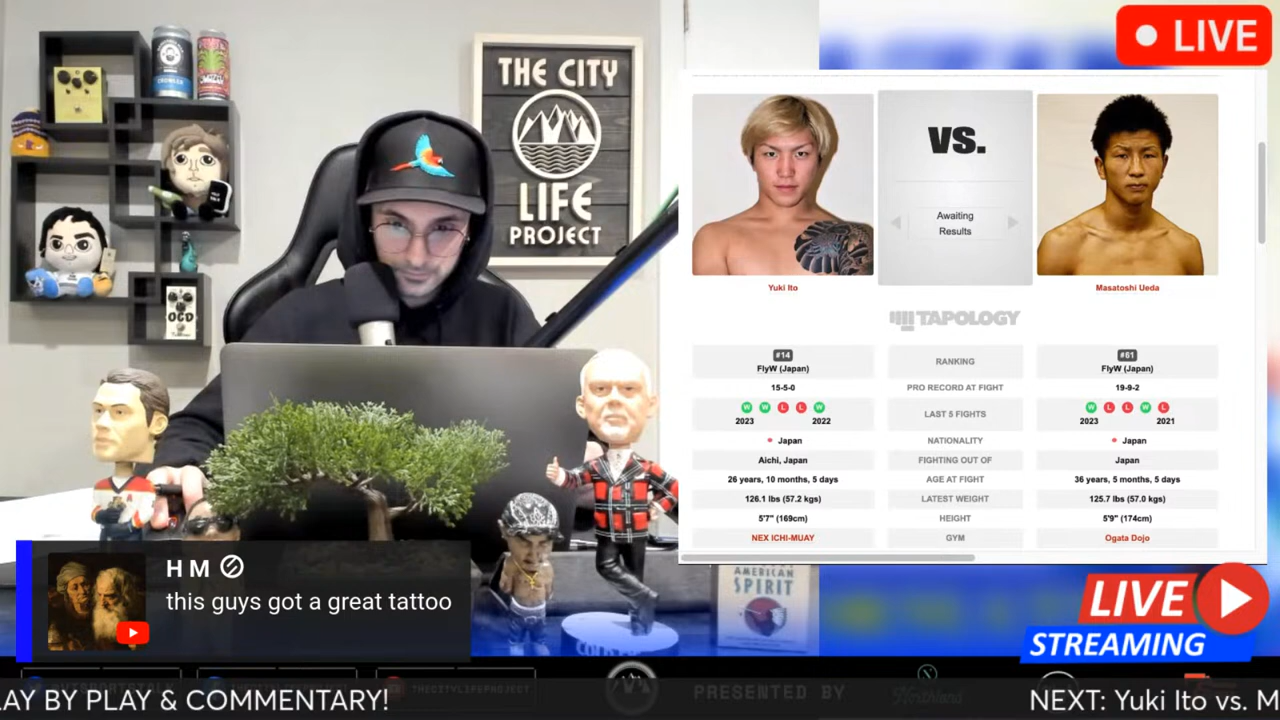 LIVE
THE CITY
LIFE
PROJECT
OCD
VS.
Awaiting
Results
Yuki Ito
Masatoshi Ueda
TAPOLOGY
#14
FlyW (Japan)
RANKING
#61
FlyW (Japan)
15-5-0
PRO RECORD AT FIGHT
19-9-2
W W L L W
2023 2022
LAST 5 FIGHTS
W L L W L
2023 2021
Japan
NATIONALITY
Japan
Aichi, Japan
FIGHTING OUT OF
Japan
26 years, 10 months, 5 days
AGE AT FIGHT
36 years, 5 months, 5 days
126.1 lbs (57.2 kgs)
LATEST WEIGHT
125.7 lbs (57.0 kgs)
5'7" (169cm)
HEIGHT
5'9" (174cm)
NEX ICHI-MUAY
GYM
Ogata Dojo
H M
this guys got a great tattoo
AMERICAN
SPIRIT
LIVE
STREAMING
THECITYLIFEPROJECT
PRESENTED BY
Northland
LAY BY PLAY & COMMENTARY!
NEXT: Yuki Ito vs. M